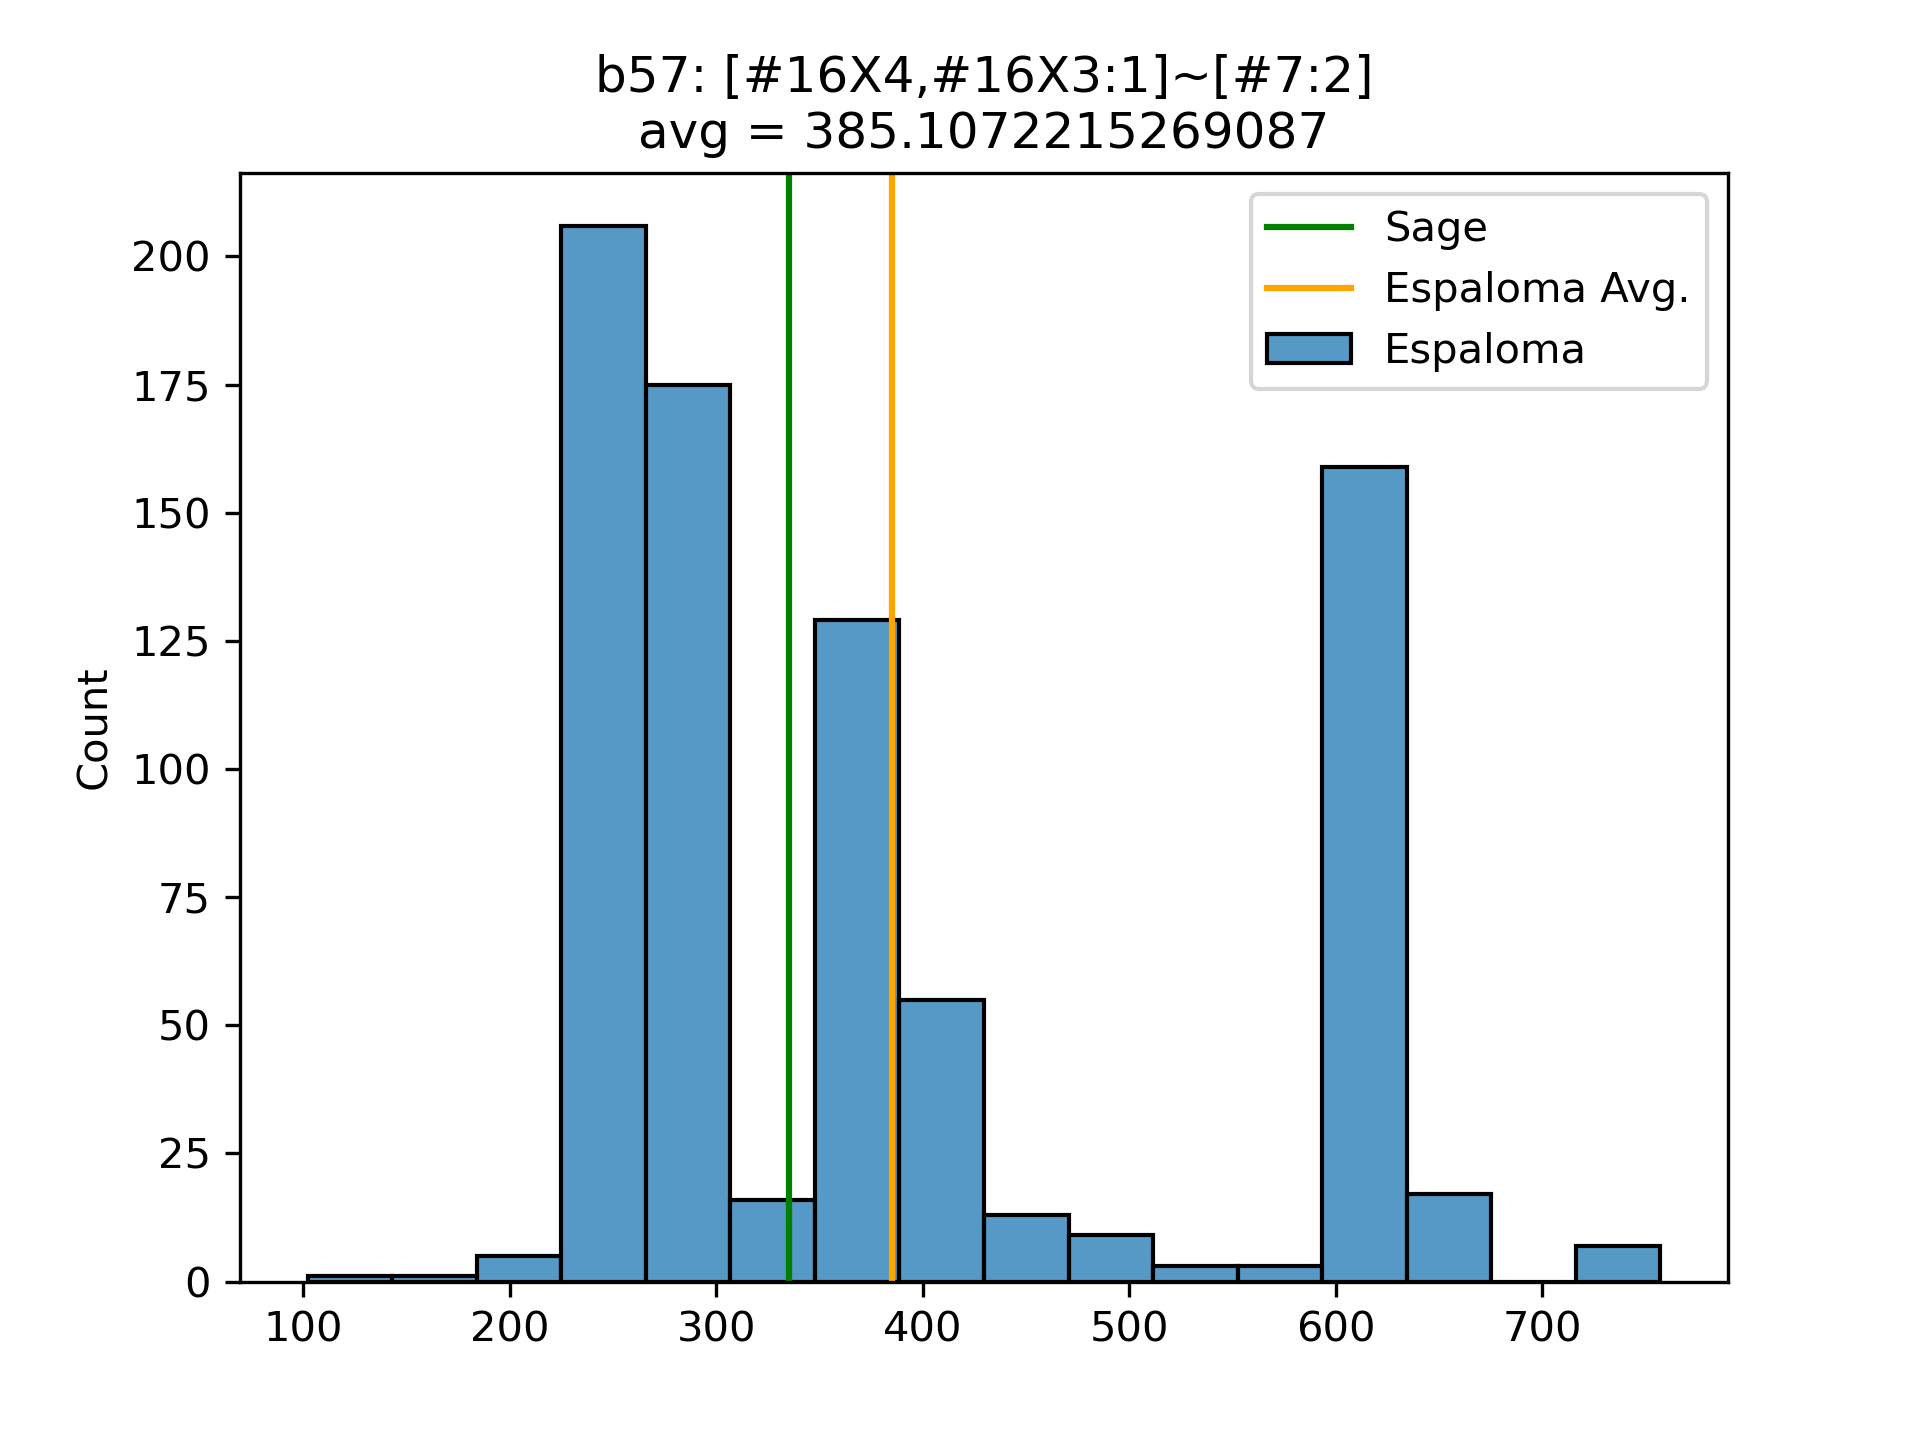 b57: [#16X4,#16X3:1]~[#7:2]
avg = 385.1072215269087
Sage
Espaloma Avg.
Espaloma
Count
200
175
150
125
100
75
50
25
0
100 200 300 400 500 600 700